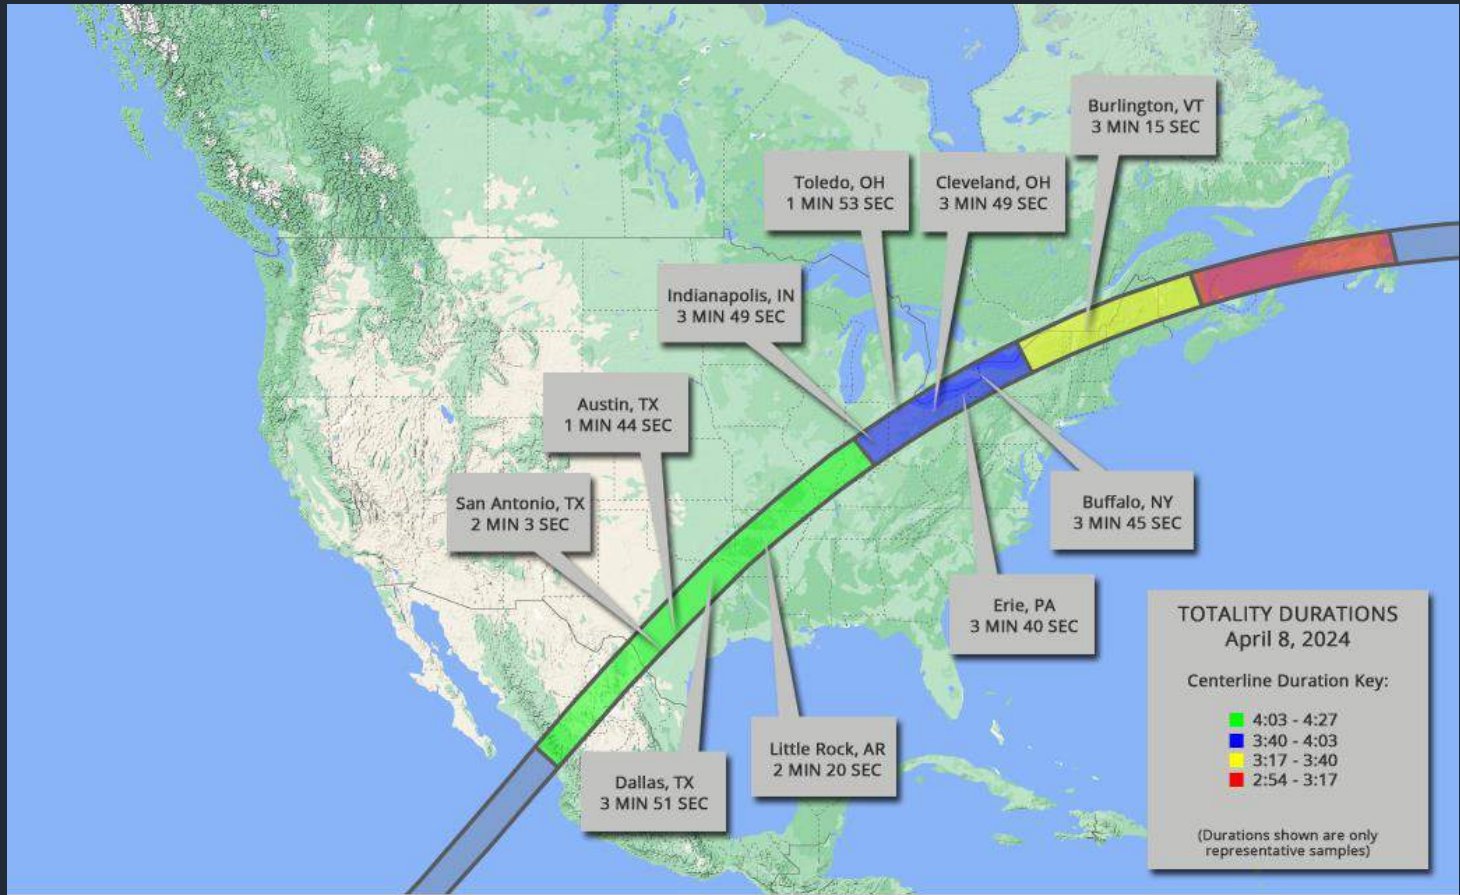 Burlington, VT
3 MIN 15 SEC
Toledo, OH
1 MIN 53 SEC
Cleveland, OH
3 MIN 49 SEC
Indianapolis, IN
3 MIN 49 SEC
Austin, TX
1 MIN 44 SEC
San Antonio, TX
2 MIN 3 SEC
Buffalo, NY
3 MIN 45 SEC
Erie, PA
3 MIN 40 SEC
Little Rock, AR
2 MIN 20 SEC
Dallas, TX
3 MIN 51 SEC
TOTALITY DURATIONS
April 8, 2024
Centerline Duration Key:
4:03 - 4:27
3:40 - 4:03
3:17 - 3:40
2:54 - 3:17
(Durations shown are only
representative samples)